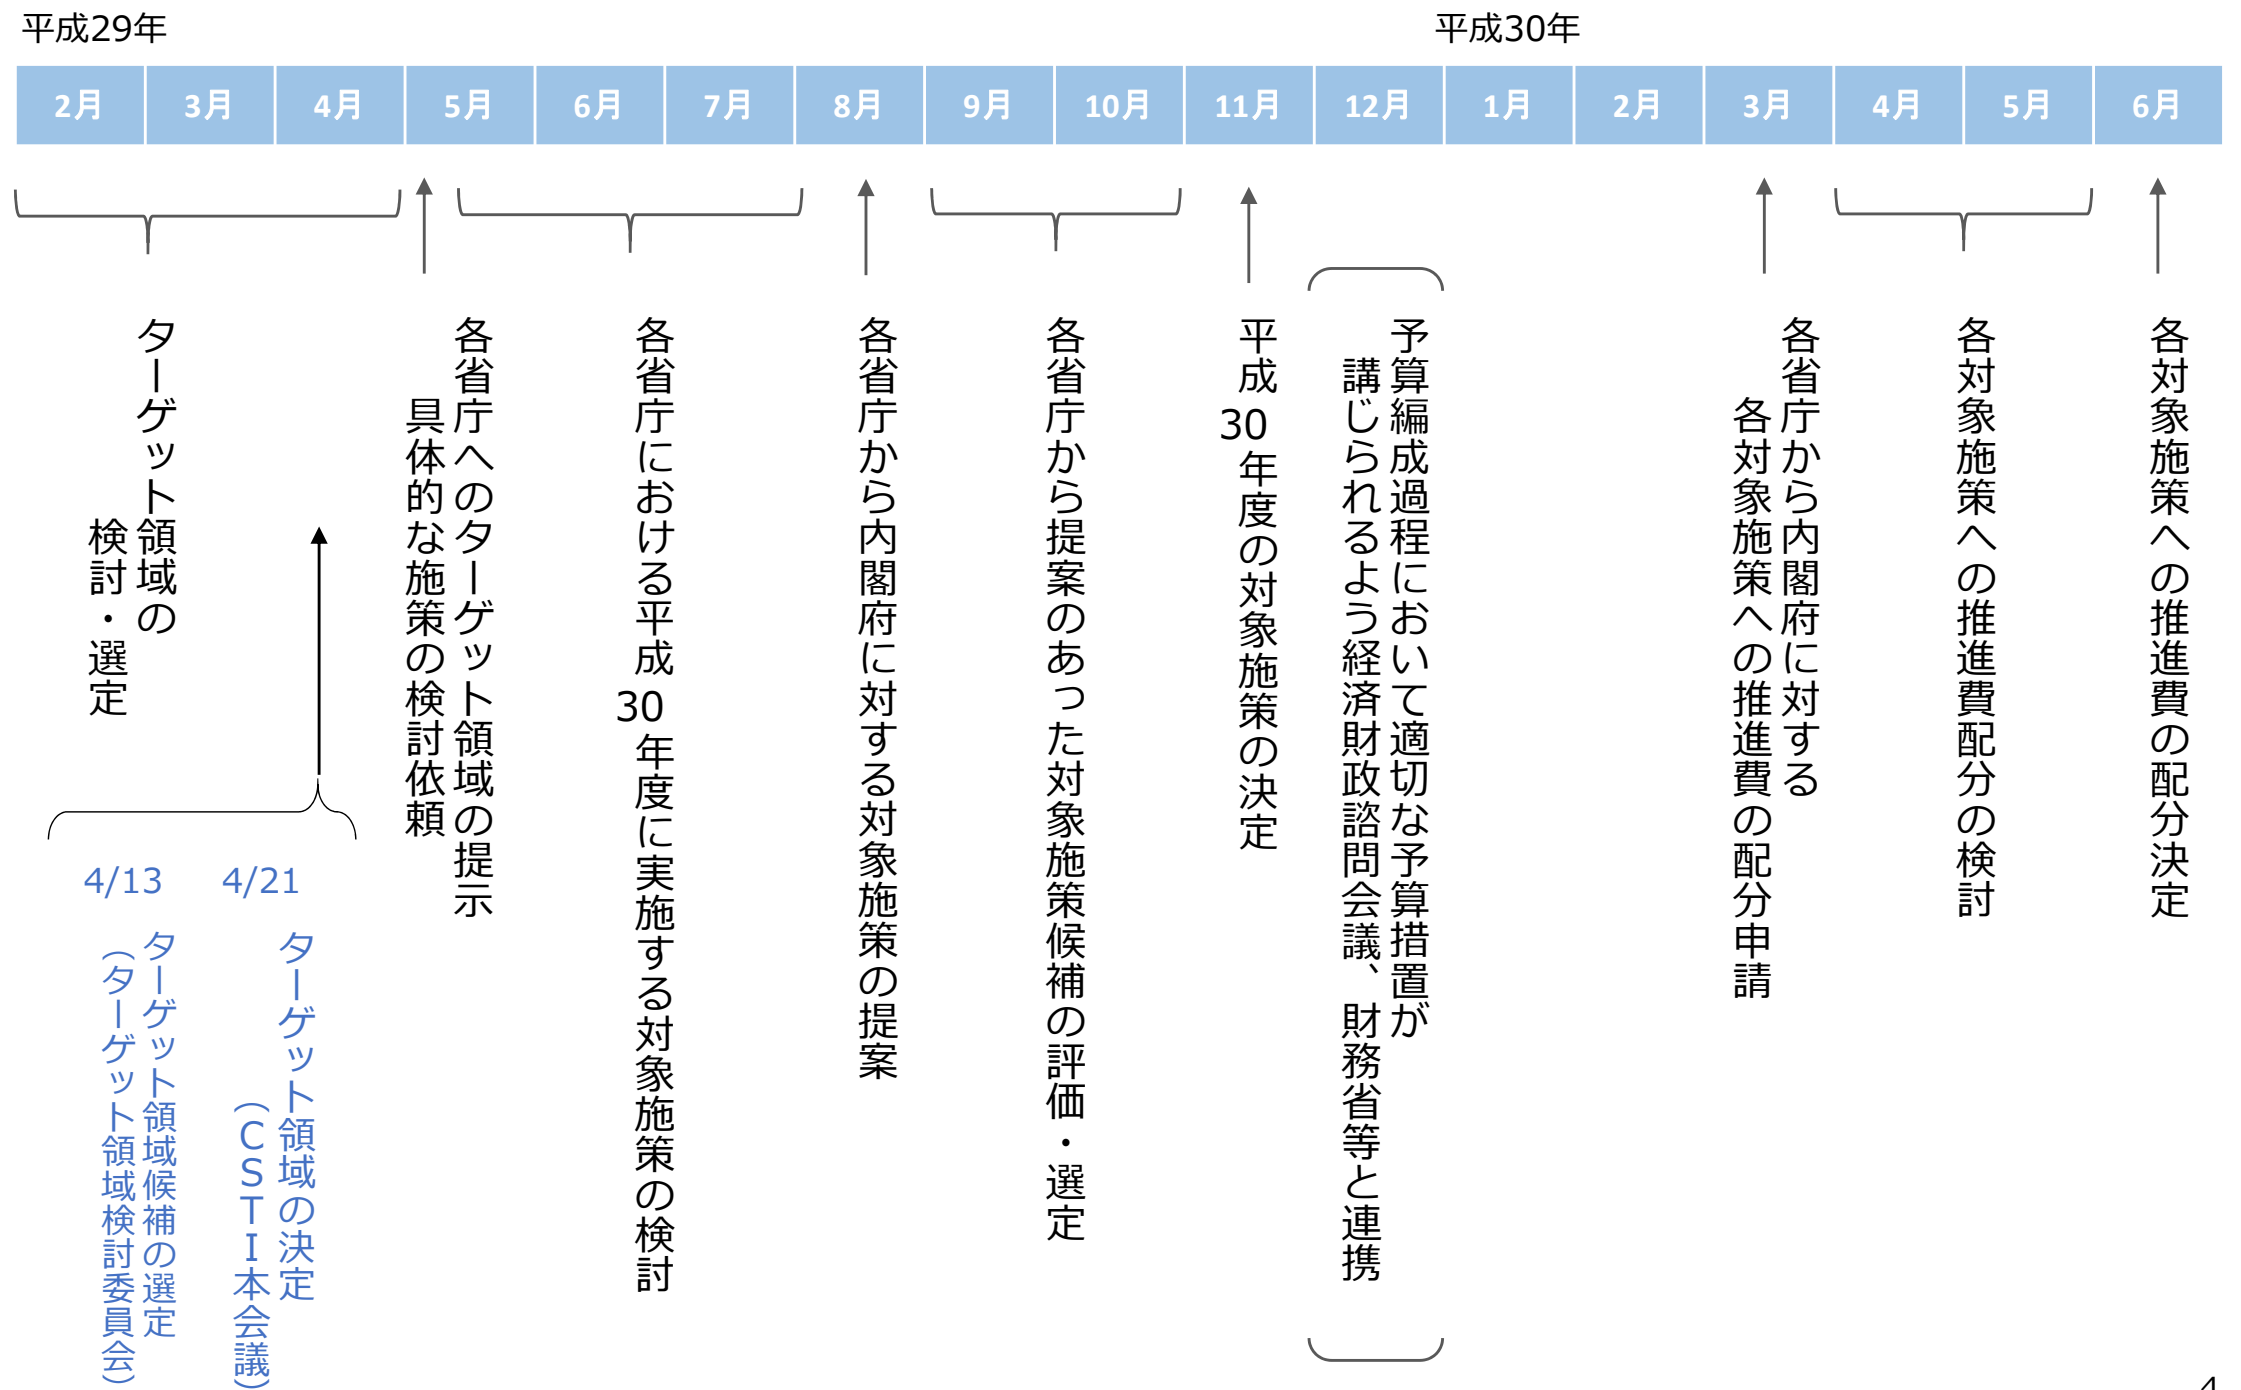 平成29年
平成30年
2月
3月
4月
5月
6月
7月
8月
9月
10月
11月
12月
1月
2月
3月
4月
5月
6月
ターゲット領域の
検討・選定
4/13
ターゲット領域候補の選定
（ターゲット領域検討委員会）
4/21
ターゲット領域の決定
（ＣＳＴＩ本会議）
各省庁へのターゲット領域の提示
具体的な施策の検討依頼
各省庁における平成30年度に実施する対象施策の検討
各省庁から内閣府に対する対象施策の提案
各省庁から提案のあった対象施策候補の評価・選定
平成30年度の対象施策の決定
予算編成過程において適切な予算措置が
講じられるよう経済財政諮問会議、財務省等と連携
各省庁から内閣府に対する
各対象施策への推進費の配分申請
各対象施策への推進費配分の検討
各対象施策への推進費の配分決定
4